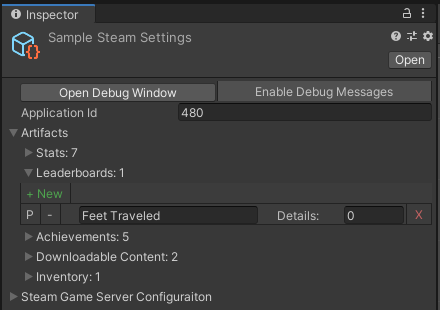 Inspector
Sample Steam Settings
Open
Open Debug Window Enable Debug Messages
Application Id 480
Artifacts
Stats: 7
Leaderboards: 1
+ New
P - Feet Traveled Details: 0 X
Achievements: 5
Downloadable Content: 2
Inventory: 1
Steam Game Server Configuraiton